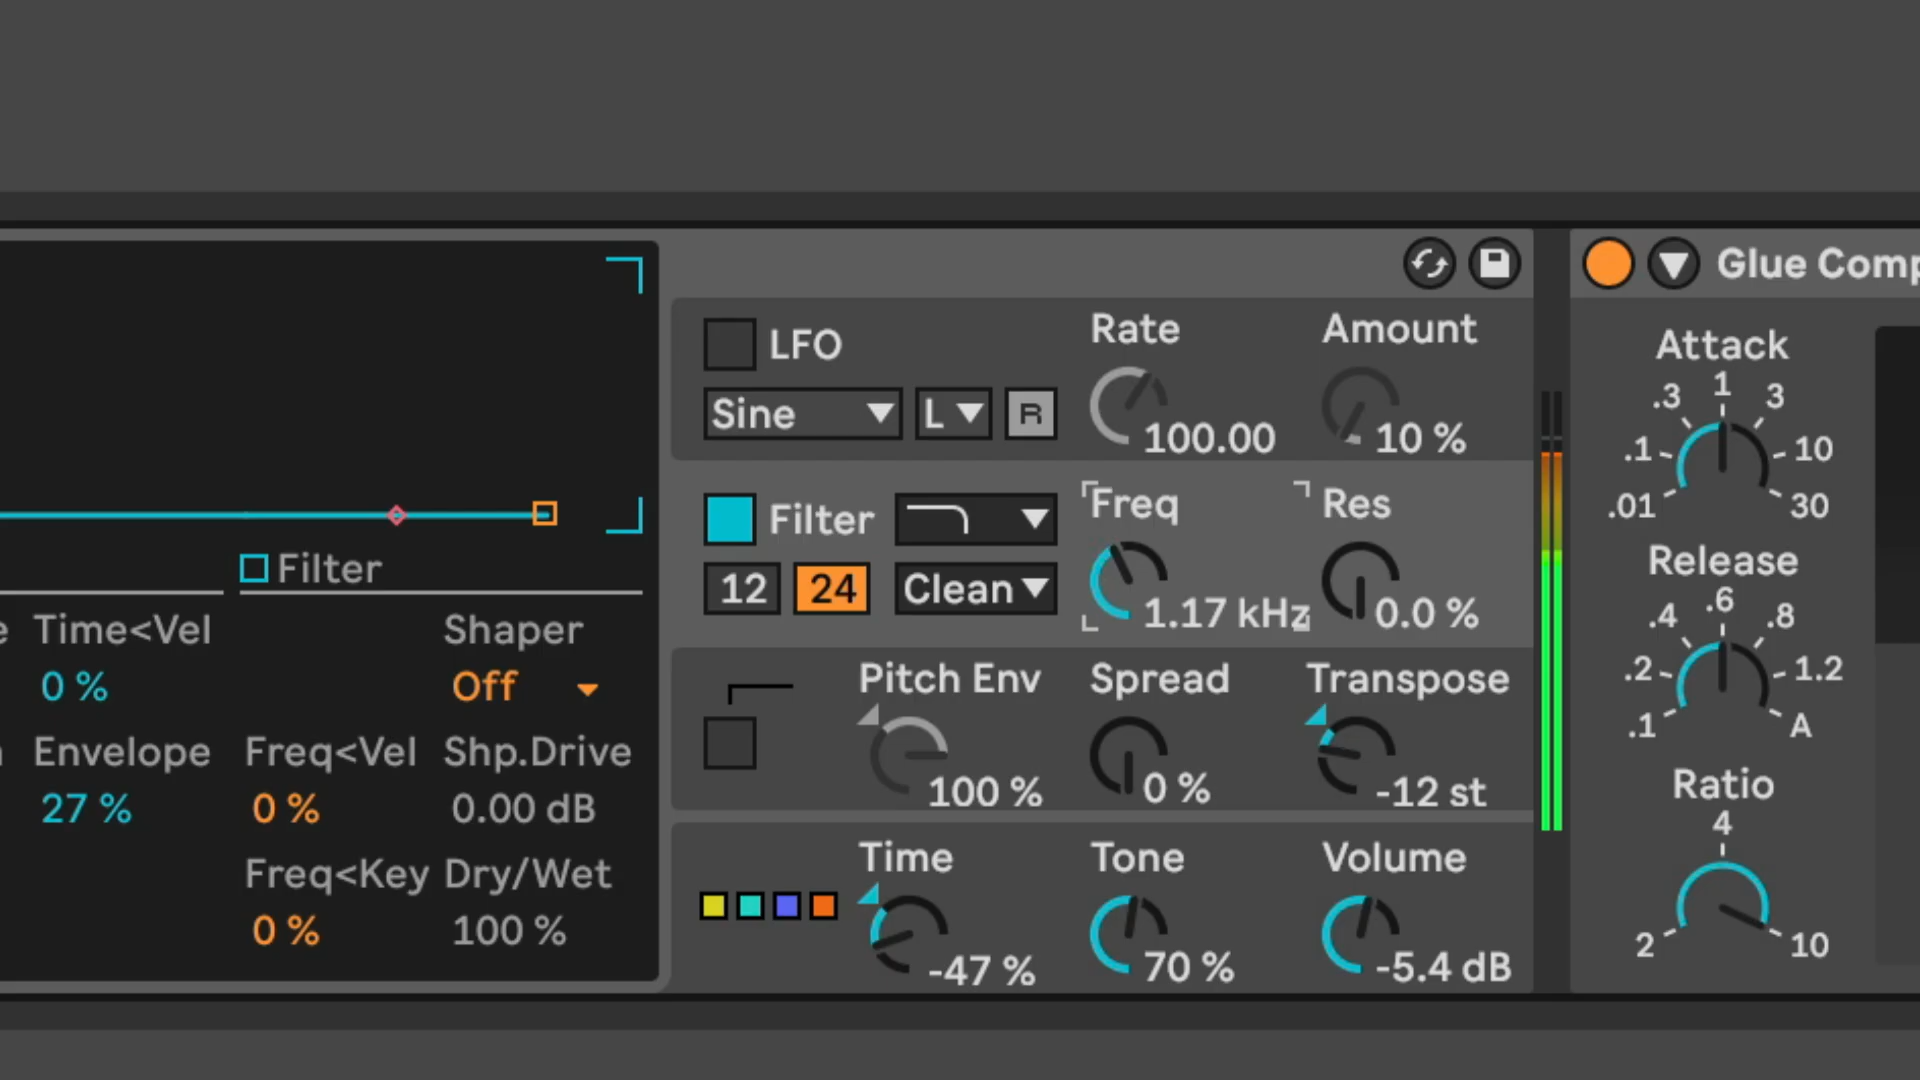 Glue Comp
LFO
Rate
Amount
Sine
L
R
100.00
10 %
Filter
Freq
Res
12
24
Clean
1.17 kHz
0.0 %
Pitch Env
Spread
Transpose
100 %
0 %
-12 st
Time
Tone
Volume
-47 %
70 %
-5.4 dB
Filter
Time<Vel
Shaper
0 %
Off
Envelope
Freq<Vel
Shp.Drive
27 %
0 %
0.00 dB
Freq<Key
Dry/Wet
0 %
100 %
Attack
.01
.1
.3
1
3
10
30
Release
.1
.2
.4
.6
.8
1.2
A
Ratio
2
4
10